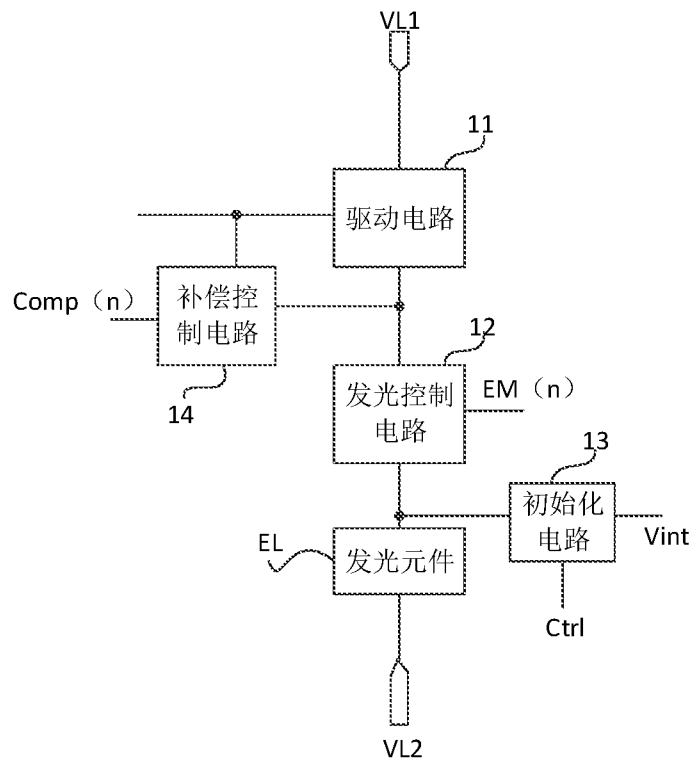 VL1
11
驱动电路
Comp（n）
补偿控
制电路
14
12
发光控制
电路
EM（n）
13
初始化
电路
Vint
EL
发光元件
Ctrl
VL2